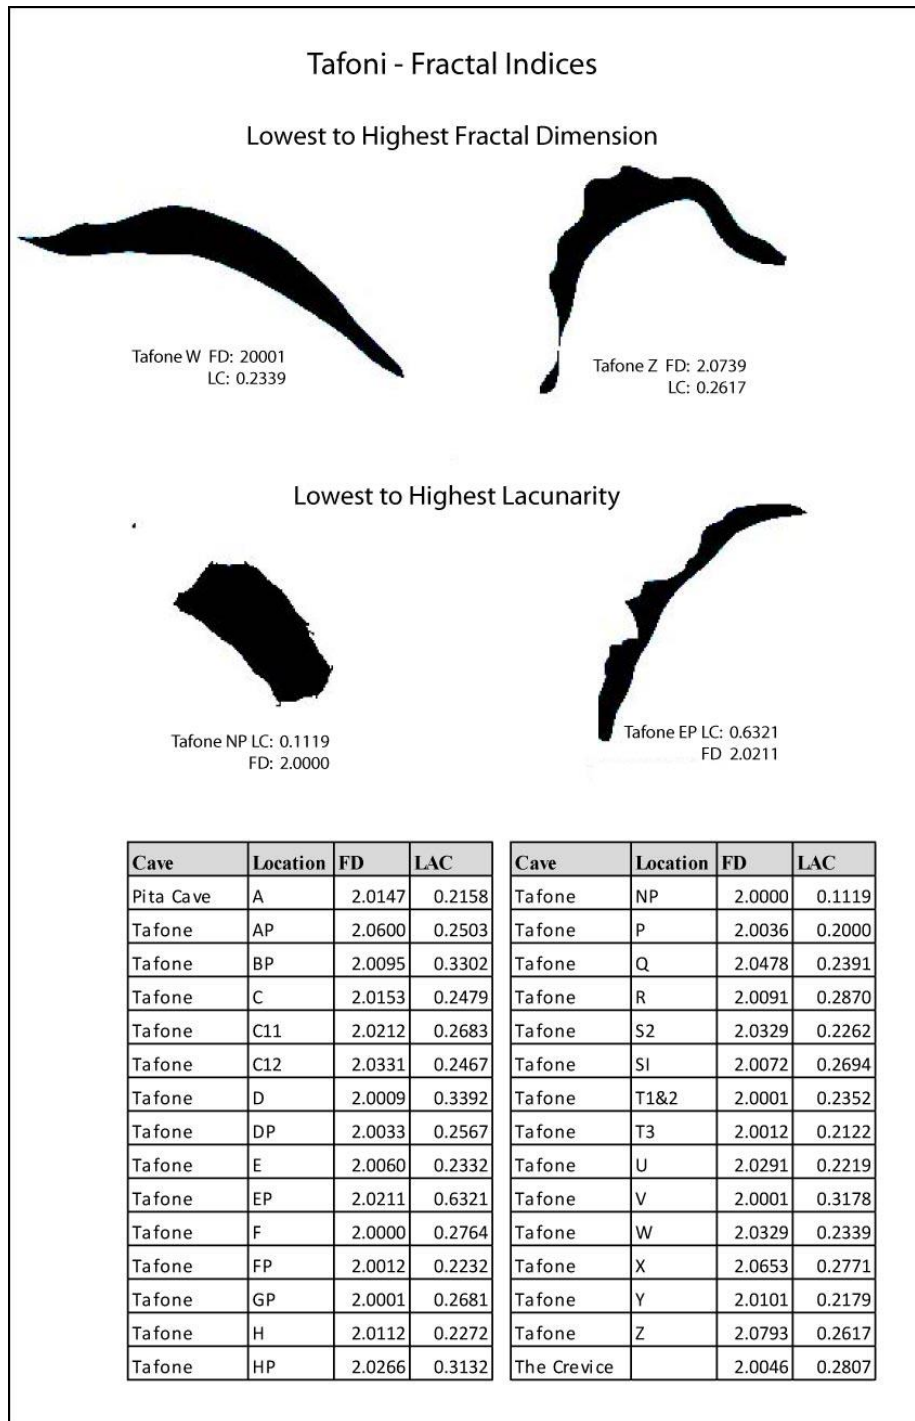 Tafoni - Fractal Indices
Lowest to Highest Fractal Dimension
Tafone W FD: 20001
LC: 0.2339
Tafone Z FD: 2.0739
LC: 0.2617
Lowest to Highest Lacunarity
Tafone NP LC: 0.1119
FD: 2.0000
Tafone EP LC: 0.6321
FD 2.0211
Cave Location FD LAC
Pita Cave A 2.0147 0.2158
Tafone AP 2.0600 0.2503
Tafone BP 2.0095 0.3302
Tafone C 2.0153 0.2479
Tafone C11 2.0212 0.2683
Tafone C12 2.0331 0.2467
Tafone D 2.0009 0.3392
Tafone DP 2.0033 0.2567
Tafone E 2.0060 0.2332
Tafone EP 2.0211 0.6321
Tafone F 2.0000 0.2764
Tafone FP 2.0012 0.2232
Tafone GP 2.0001 0.2681
Tafone H 2.0112 0.2272
Tafone HP 2.0266 0.3132
Cave Location FD LAC
Tafone NP 2.0000 0.1119
Tafone P 2.0036 0.2000
Tafone Q 2.0478 0.2391
Tafone R 2.0091 0.2870
Tafone S2 2.0329 0.2262
Tafone SI 2.0072 0.2694
Tafone T1&2 2.0001 0.2352
Tafone T3 2.0012 0.2122
Tafone U 2.0291 0.2219
Tafone V 2.0001 0.3178
Tafone W 2.0329 0.2339
Tafone X 2.0653 0.2771
Tafone Y 2.0101 0.2179
Tafone Z 2.0793 0.2617
The Crevice 2.0046 0.2807